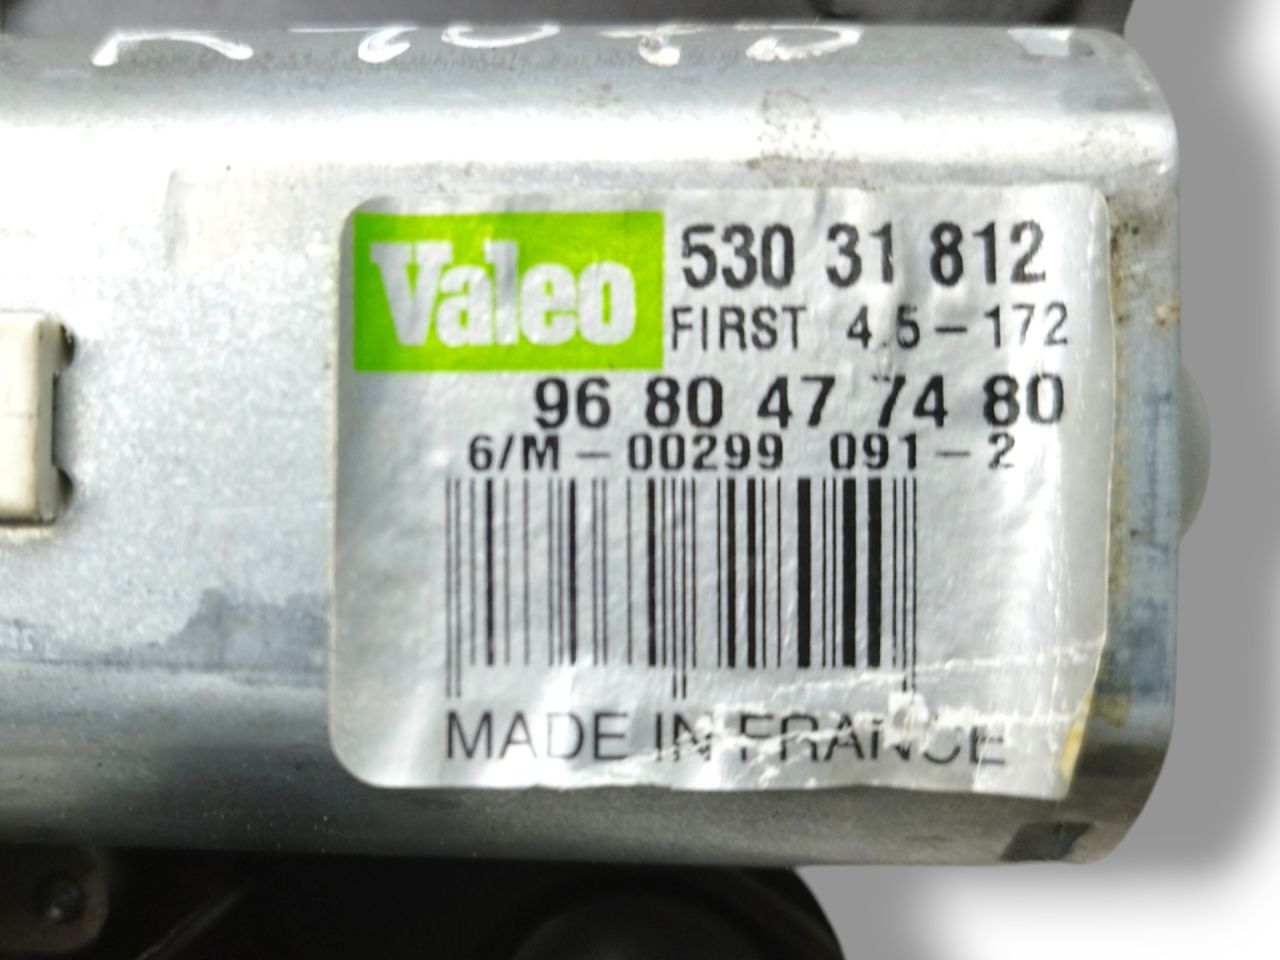 Valeo
530 31 812
FIRST 4.5-172
96 80 47 74 80
6/M-00299 091-2
MADE IN FRANCE